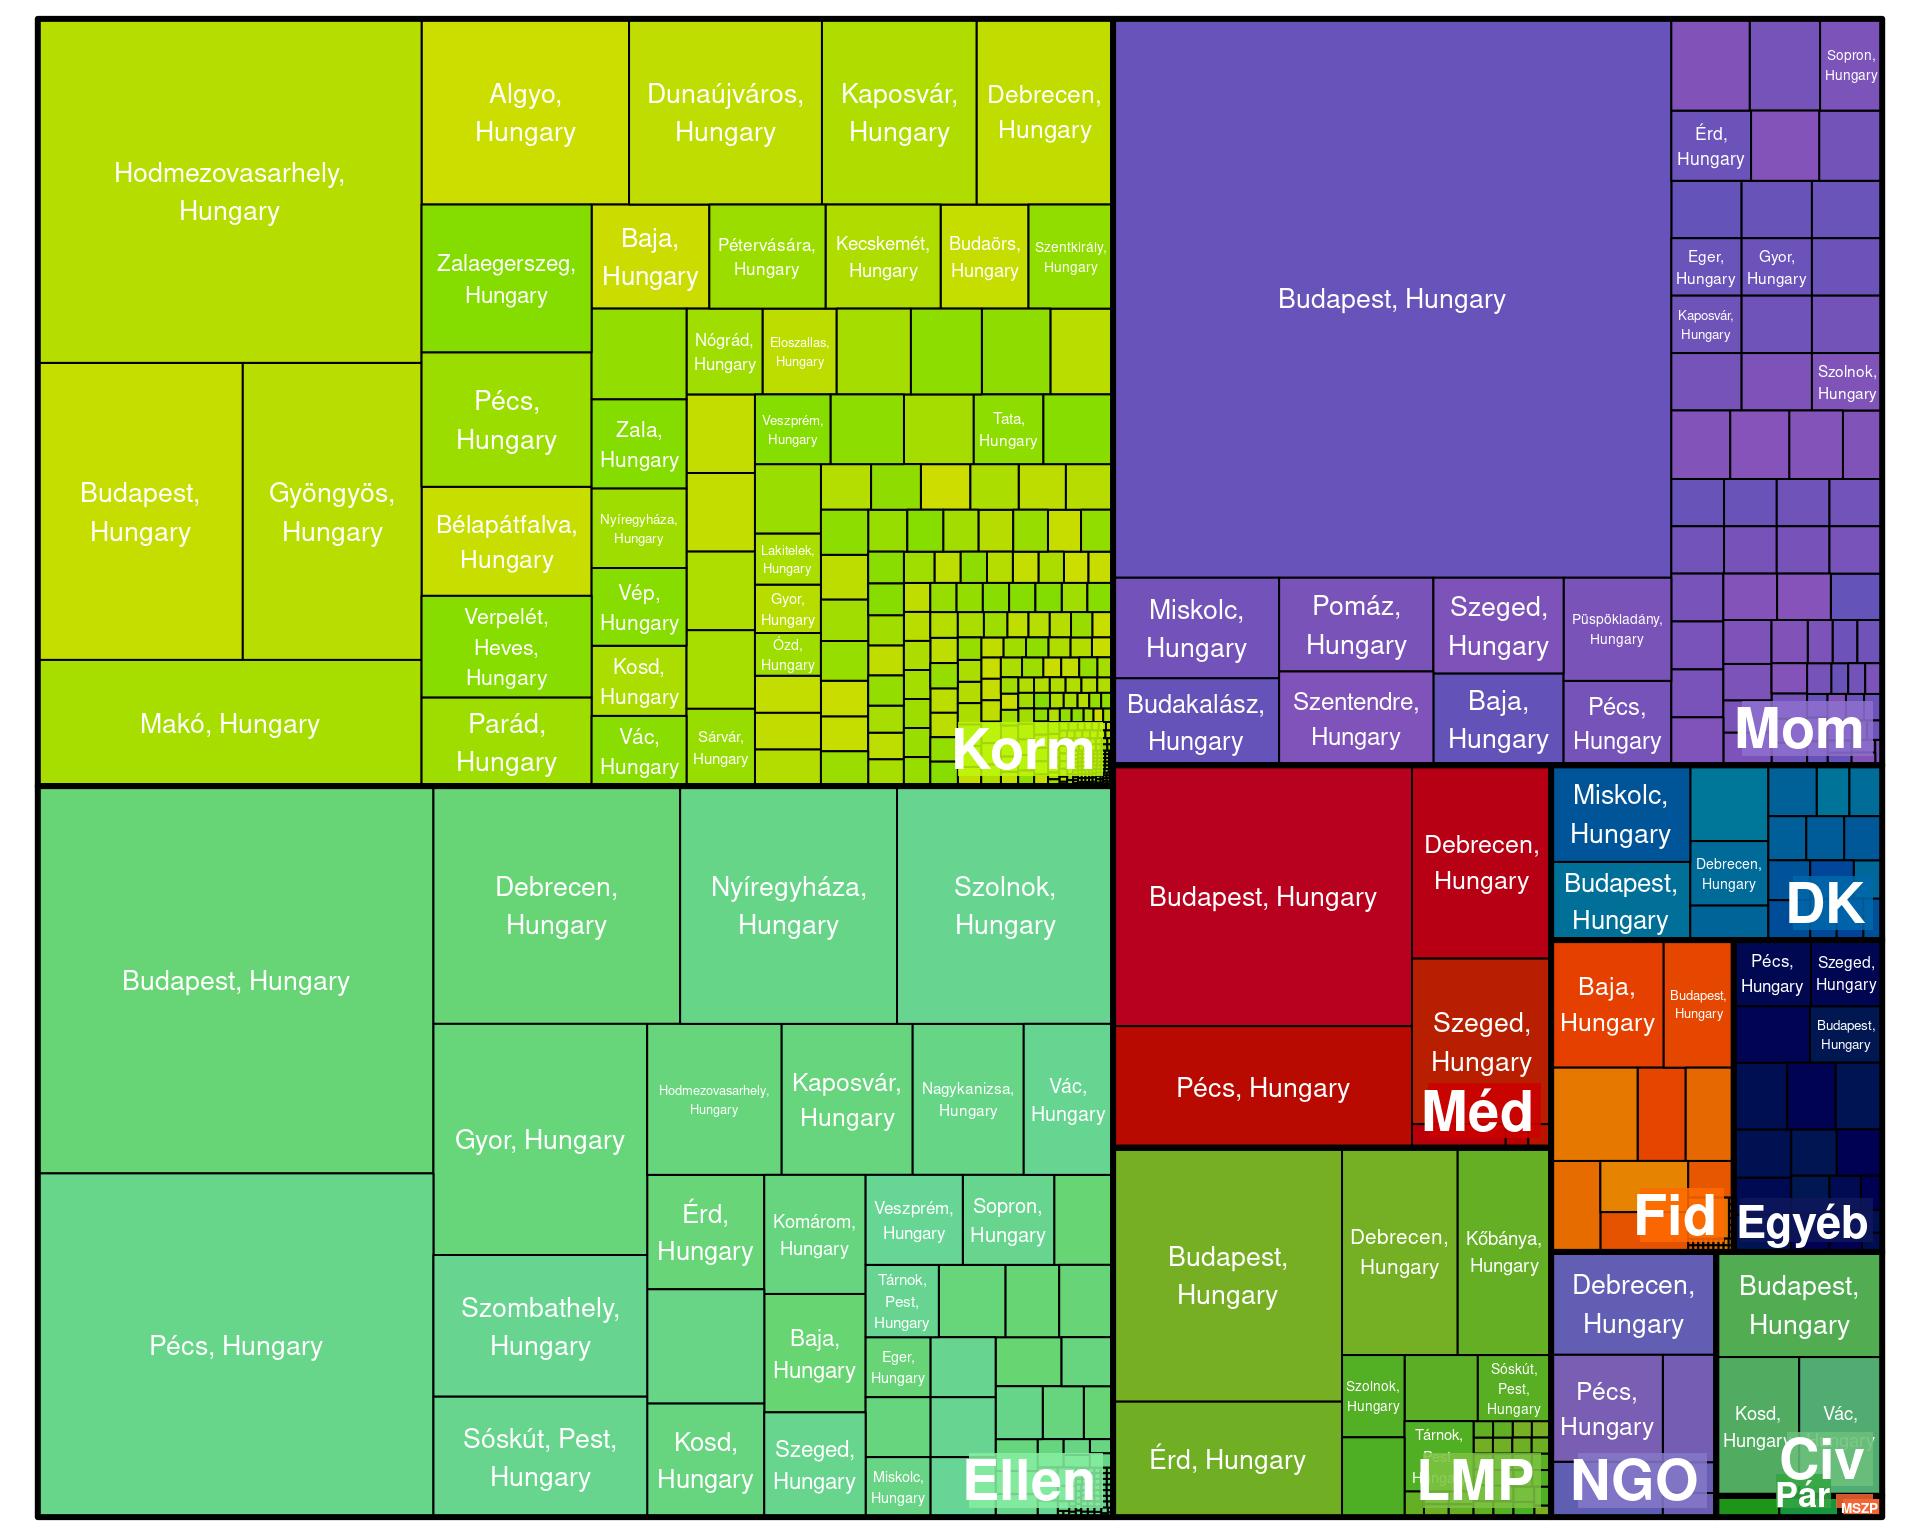 Hodmezovasarhely,
Hungary
Budapest,
Hungary
Gyöngyös,
Hungary
Makó, Hungary
Algyo,
Hungary
Dunaújváros,
Hungary
Kaposvár,
Hungary
Debrecen,
Hungary
Zalaegerszeg,
Hungary
Pécs,
Hungary
Bélapátfalva,
Hungary
Verpelét,
Heves,
Hungary
Parád,
Hungary
Baja,
Hungary
Pétervására,
Hungary
Kecskemét,
Hungary
Budaörs,
Hungary
Szentkirály,
Hungary
Zala,
Hungary
Nyíregyháza,
Hungary
Vép,
Hungary
Kosd,
Hungary
Vác,
Hungary
Nógrád,
Hungary
Eloszallas,
Hungary
Veszprém,
Hungary
Tata,
Hungary
Lakitelek,
Hungary
Gyor,
Hungary
Ózd,
Hungary
Sárvár,
Hungary
Korm
Budapest, Hungary
Sopron,
Hungary
Érd,
Hungary
Eger,
Hungary
Gyor,
Hungary
Kaposvár,
Hungary
Szolnok,
Hungary
Miskolc,
Hungary
Budakalász,
Hungary
Pomáz,
Hungary
Szentendre,
Hungary
Szeged,
Hungary
Baja,
Hungary
Püspökladány,
Hungary
Pécs,
Hungary
Mom
Budapest, Hungary
Pécs, Hungary
Debrecen,
Hungary
Nyíregyháza,
Hungary
Szolnok,
Hungary
Gyor, Hungary
Szombathely,
Hungary
Sóskút, Pest,
Hungary
Hodmezovasarhely,
Hungary
Kaposvár,
Hungary
Nagykanizsa,
Hungary
Vác,
Hungary
Érd,
Hungary
Kosd,
Hungary
Komárom,
Hungary
Baja,
Hungary
Szeged,
Hungary
Veszprém,
Hungary
Sopron,
Hungary
Tárnok,
Pest,
Hungary
Eger,
Hungary
Miskolc,
Hungary
Ellen
Budapest, Hungary
Pécs, Hungary
Debrecen,
Hungary
Szeged,
Hungary
Méd
Miskolc,
Hungary
Budapest,
Hungary
Debrecen,
Hungary
DK
Baja,
Hungary
Budapest,
Hungary
Fid
Pécs,
Hungary
Szeged,
Hungary
Budapest,
Hungary
Egyéb
Budapest,
Hungary
Érd, Hungary
Debrecen,
Hungary
Kőbánya,
Hungary
Szolnok,
Hungary
Sóskút,
Pest,
Hungary
Tárnok,
Pest,
Hungary
LMP
Debrecen,
Hungary
Pécs,
Hungary
NGO
Budapest,
Hungary
Kosd,
Hungary
Vác,
Hungary
Civ
Pár
MSZP